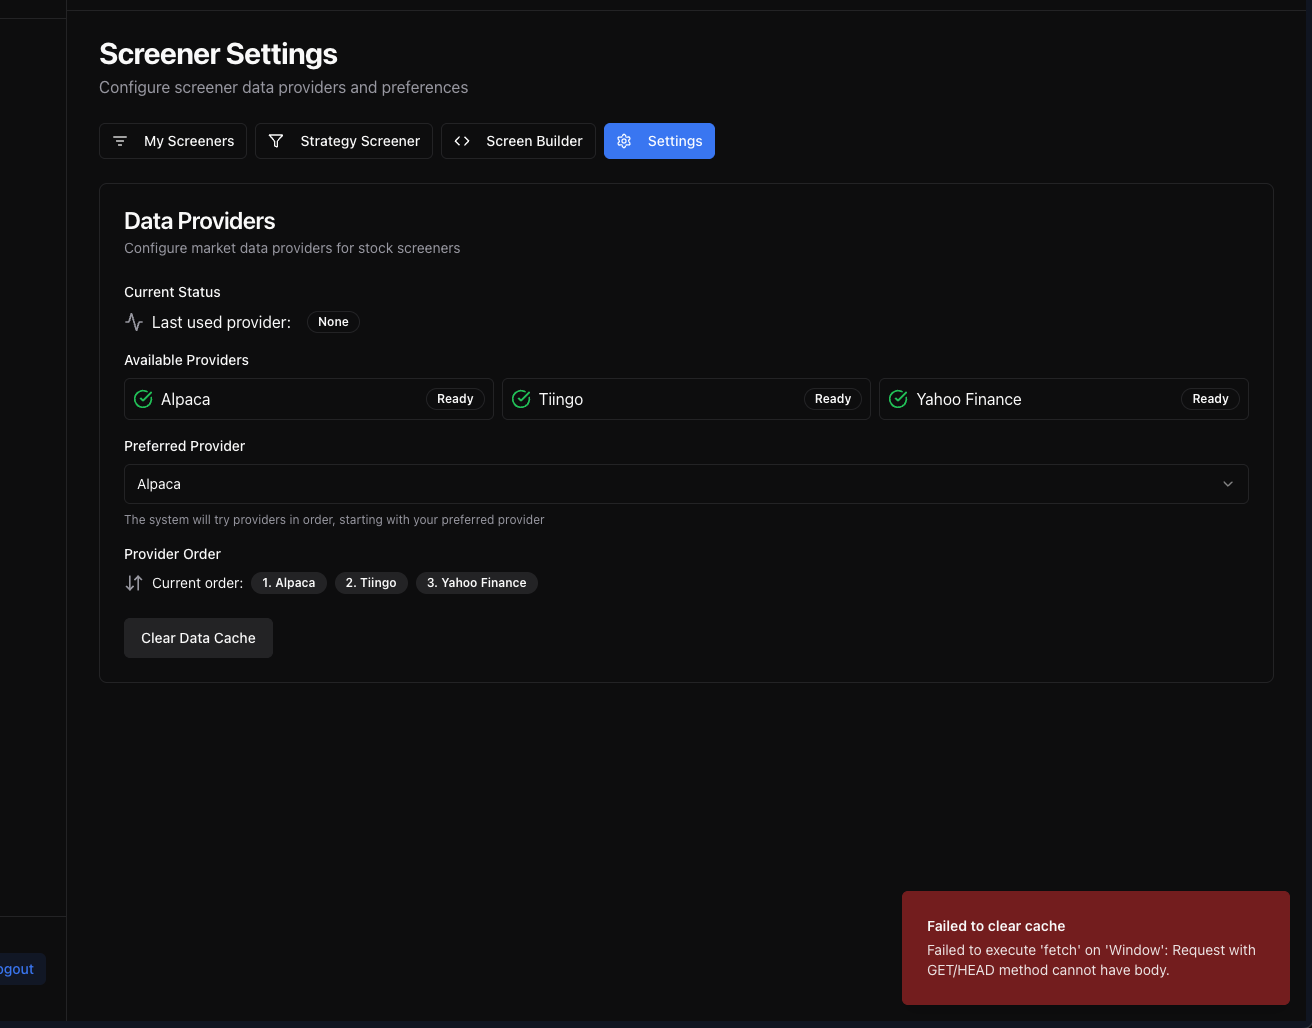 Screener Settings
Configure screener data providers and preferences
My Screeners
Strategy Screener
Screen Builder
Settings
Data Providers
Configure market data providers for stock screeners
Current Status
Last used provider: None
Available Providers
Alpaca Ready
Tiingo Ready
Yahoo Finance Ready
Preferred Provider
Alpaca
The system will try providers in order, starting with your preferred provider
Provider Order
Current order: 1. Alpaca 2. Tiingo 3. Yahoo Finance
Clear Data Cache
Failed to clear cache
Failed to execute 'fetch' on 'Window': Request with
GET/HEAD method cannot have body.
ogout